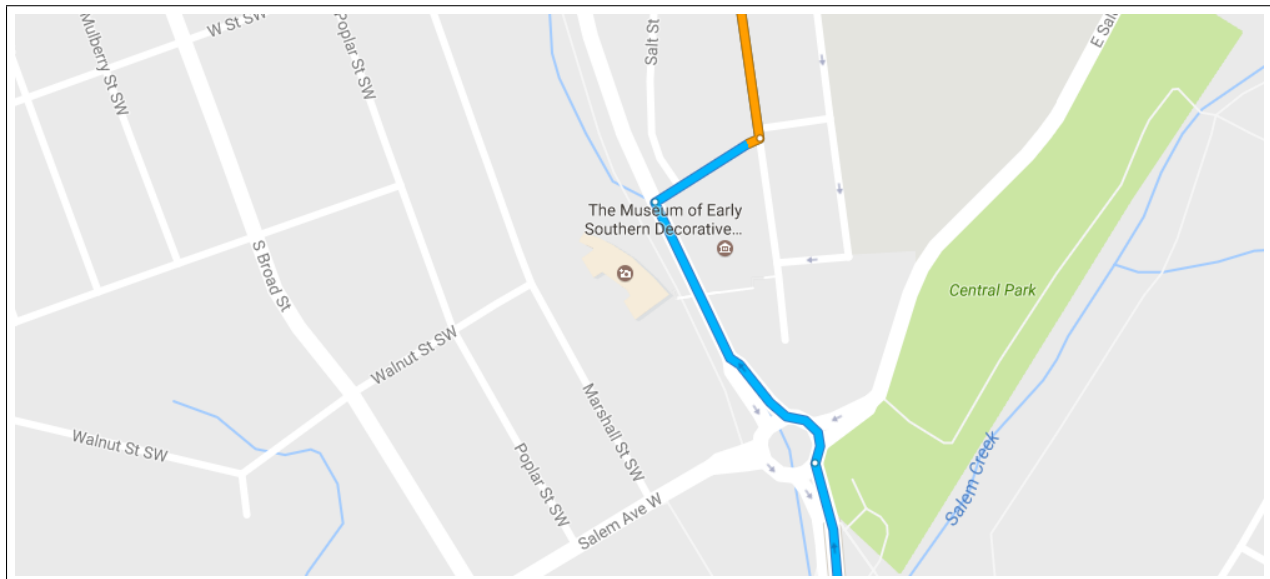 Mulberry St SW
W St SW
Poplar St SW
Salt St
E Sal
The Museum of Early
Southern Decorative...
S Broad St
Central Park
Walnut St SW
Marshall St SW
Walnut St SW
Poplar St SW
Salem Ave W
Salem Creek